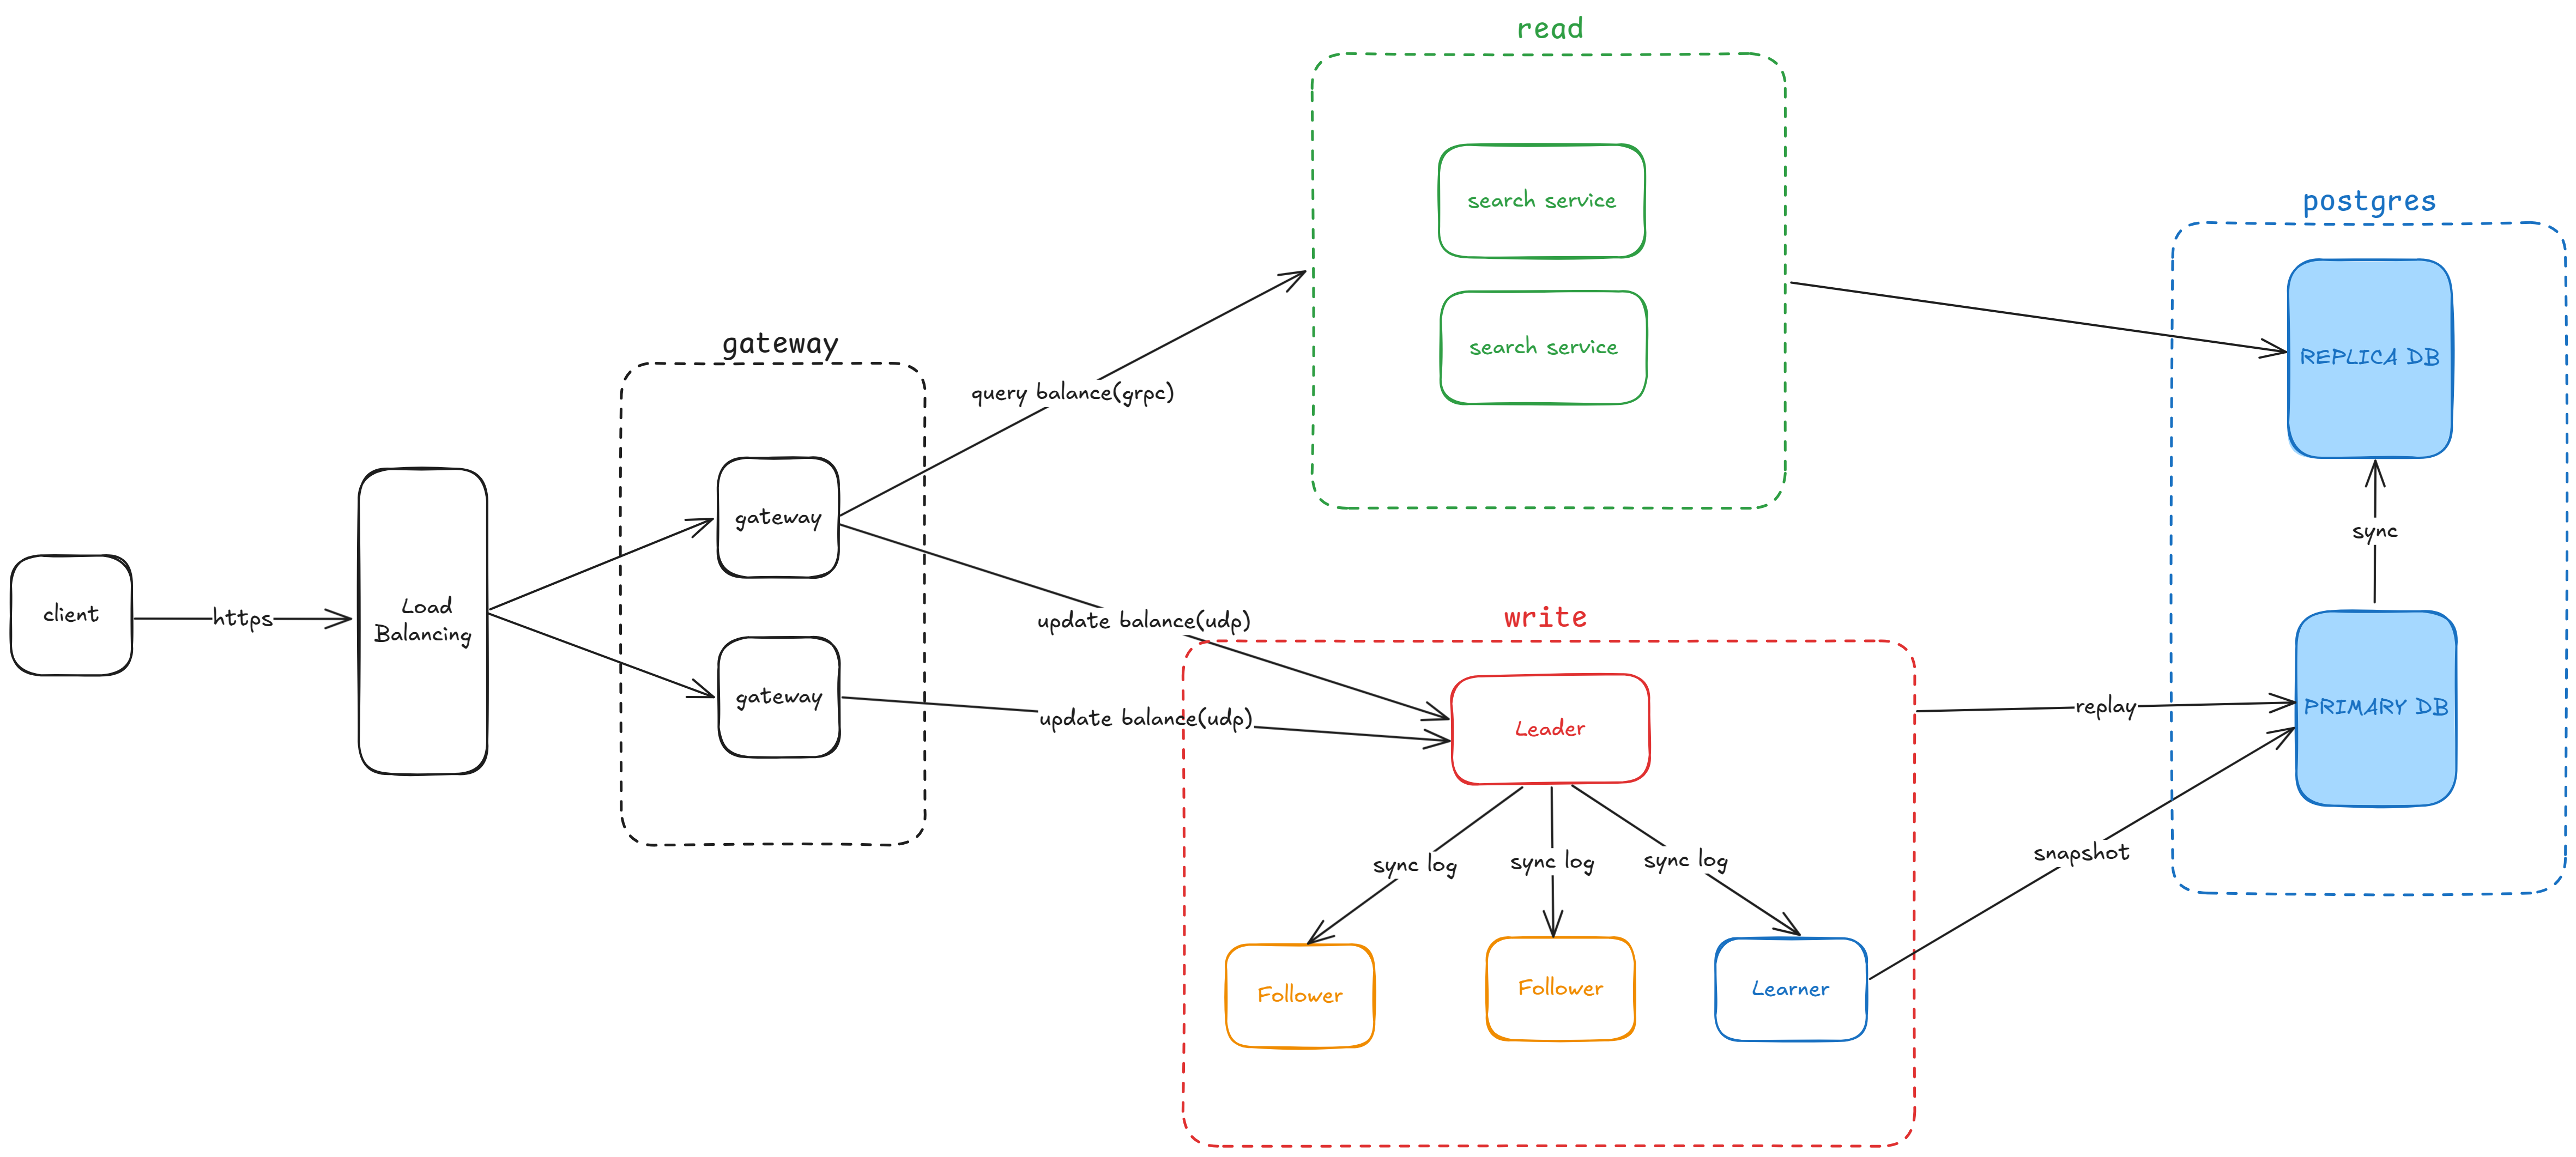 read
search service
search service
postgres
REPLICA DB
sync
PRIMARY DB
gateway
gateway
gateway
query balance(grpc)
client
https
Load
Balancing
update balance(udp)
update balance(udp)
write
Leader
sync log
sync log
sync log
Follower
Follower
Learner
replay
snapshot